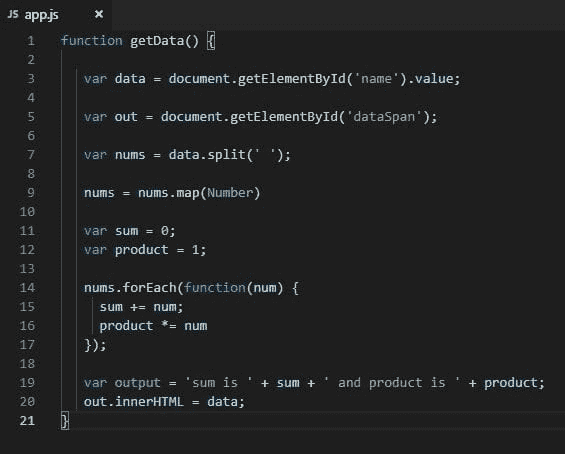 JS app.js ×
1 function getData() {
2
3 var data = document.getElementById('name').value;
4
5 var out = document.getElementById('dataSpan');
6
7 var nums = data.split(' ');
8
9 nums = nums.map(Number)
10
11 var sum = 0;
12 var product = 1;
13
14 nums.forEach(function(num) {
15 sum += num;
16 product *= num
17 });
18
19 var output = 'sum is ' + sum + ' and product is ' + product;
20 out.innerHTML = data;
21 }